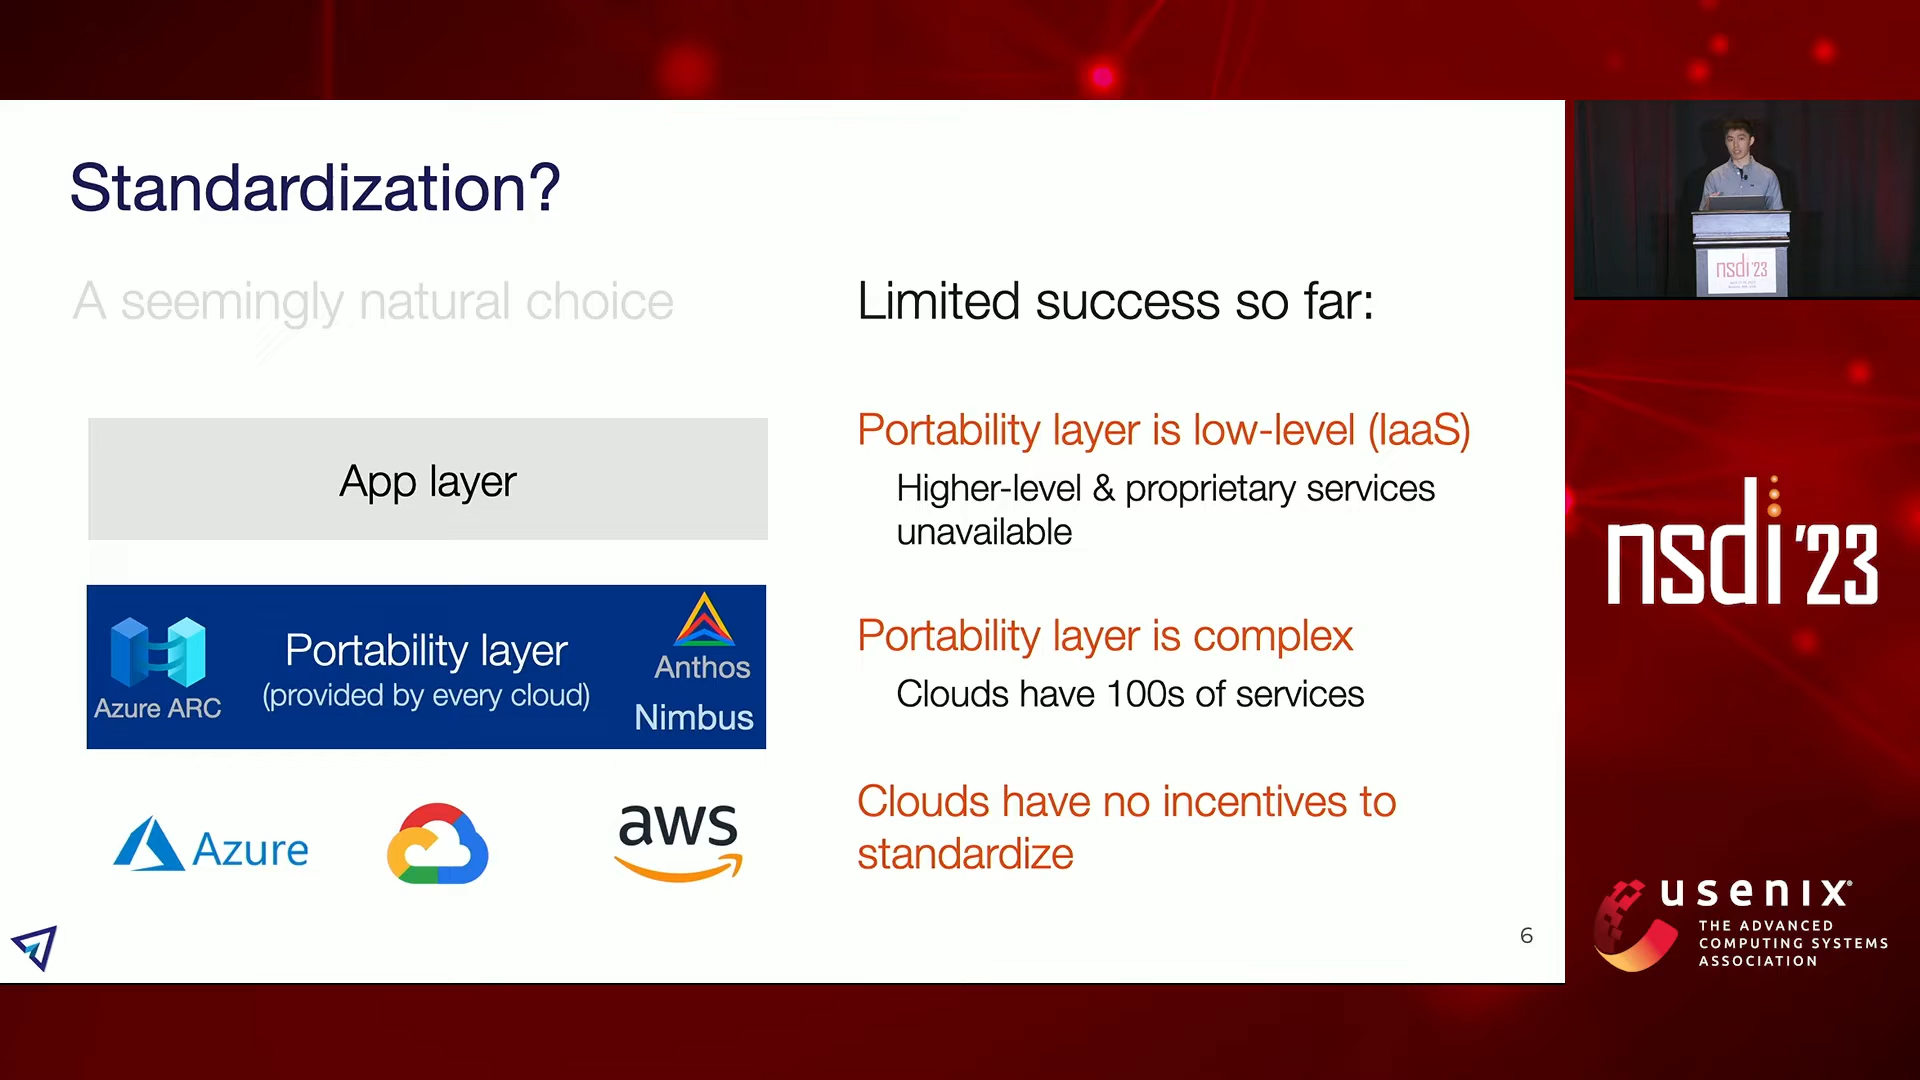 Standardization?
A seemingly natural choice
App layer
Azure ARC
Portability layer
(provided by every cloud)
Anthos
Nimbus
Azure
aws
Limited success so far:
Portability layer is low-level (IaaS)
Higher-level & proprietary services
unavailable
Portability layer is complex
Clouds have 100s of services
Clouds have no incentives to
standardize
6
nsdi '23
nsdi '23
usenix®
THE ADVANCED
COMPUTING SYSTEMS
ASSOCIATION